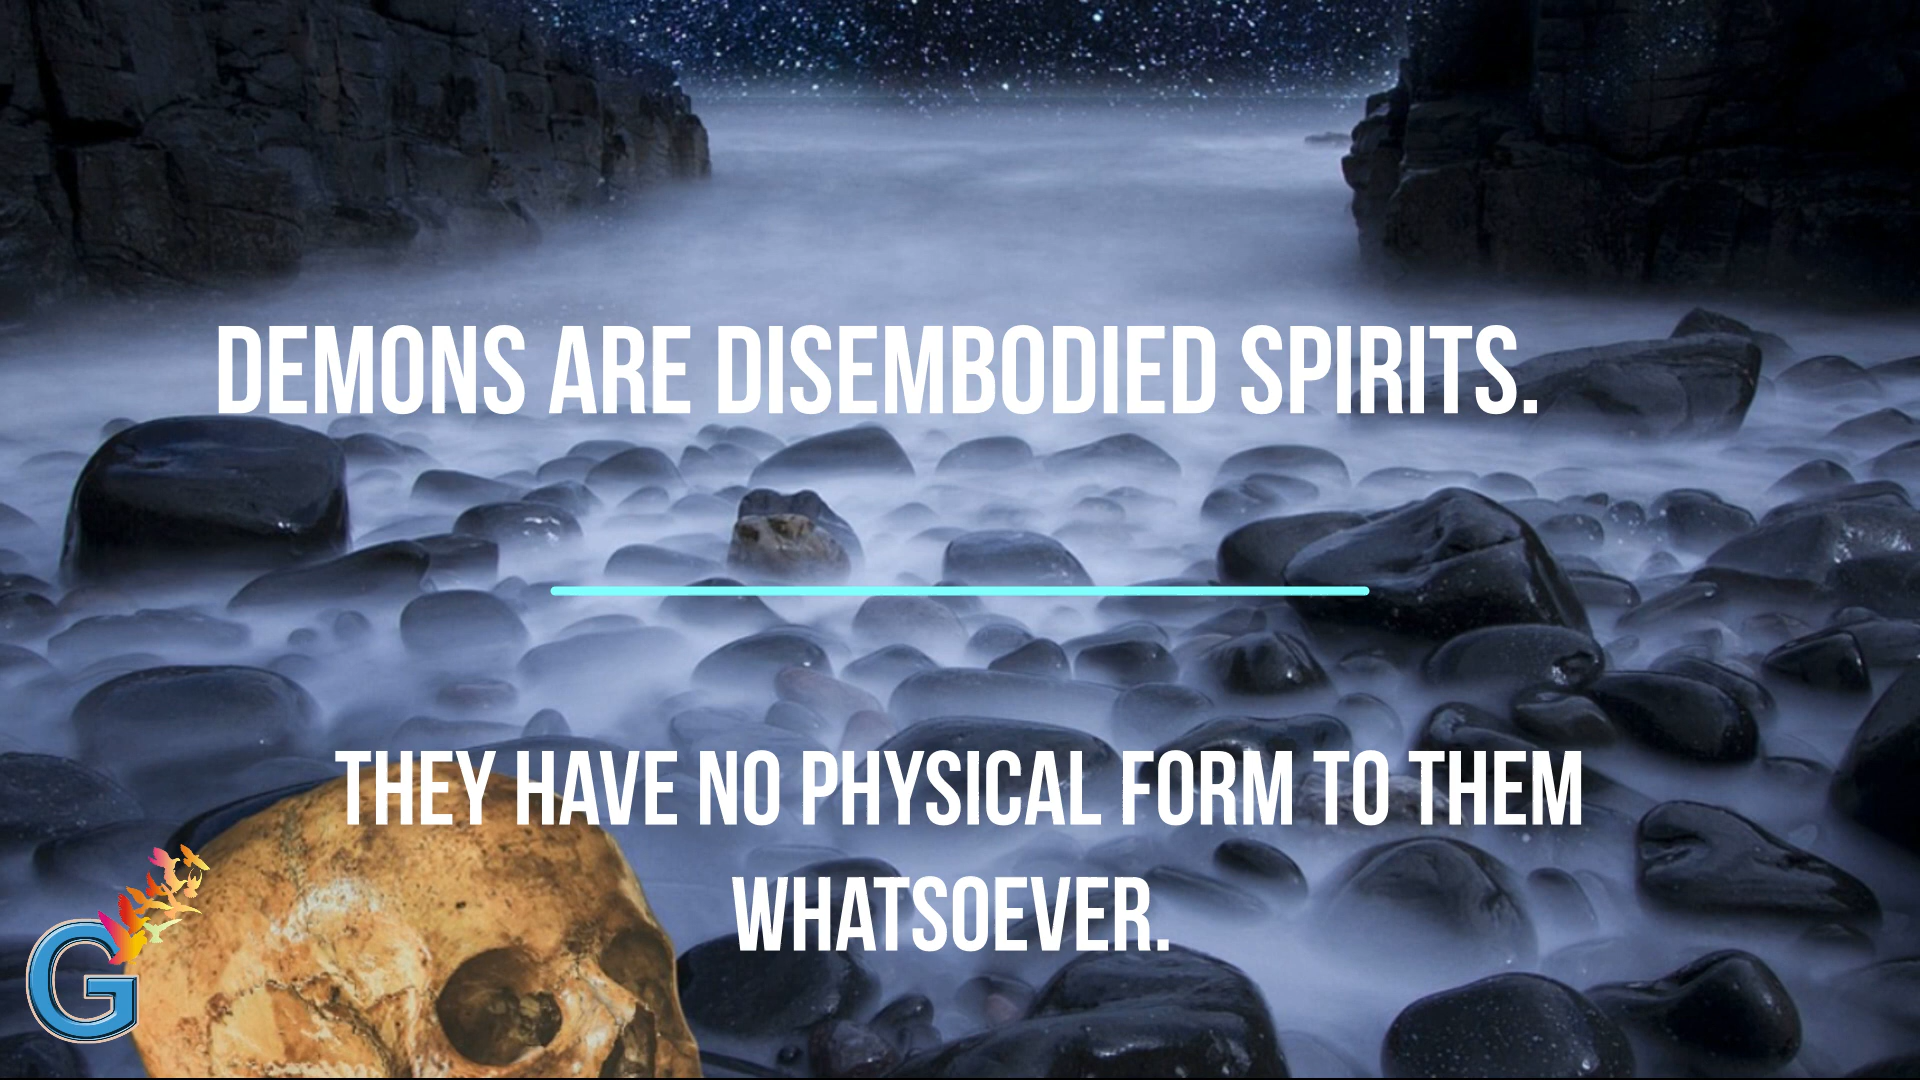 DEMONS ARE DISEMBODIED SPIRITS.
THEY HAVE NO PHYSICAL FORM TO THEM
WHATSOEVER.
G